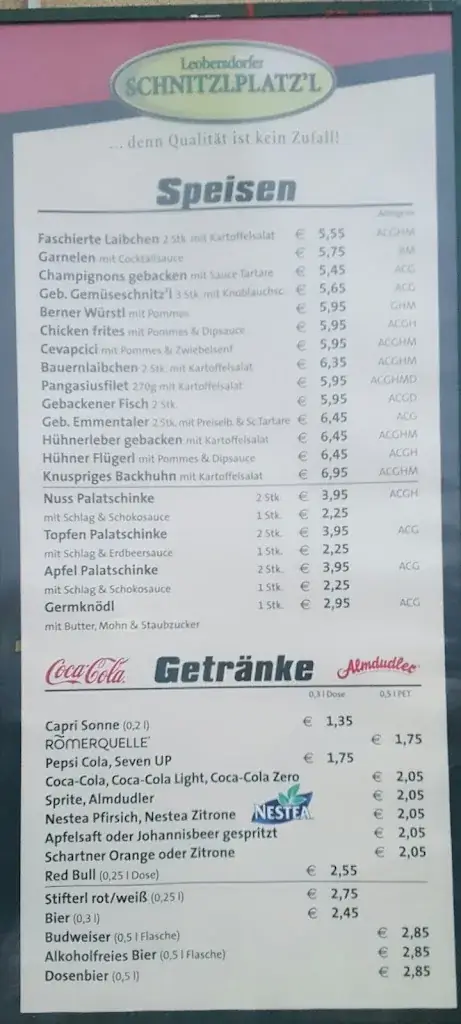 Leobersdorfer
SCHNITZLPLATZ'L
... denn Qualität ist kein Zufall!
Speisen
Faschierte Laibchen 2 Stk. mit Kartoffelsalat € 5,55 ACGHM
Garnelen mit Cocktailsauce € 5,75
Champignons gebacken mit Sauce Tartare € 5,45 ACG
Geb. Gemüseschnitz'l 3 Stk. mit Knoblauchsc. € 5,65 ACG
Berner Würstl mit Pommes € 5,95 GHM
Chicken frites mit Pommes & Dipsauce € 5,95 ACGH
Cevapcici mit Pommes & Zwiebelsenf € 5,95 ACGHM
Bauernlaibchen 2 Stk. mit Kartoffelsalat € 6,35 ACGHM
Pangasiusfilet 270g mit Kartoffelsalat € 5,95 ACGHMD
Gebackener Fisch 2 Stk. € 5,95 ACGD
Geb. Emmentaler 2 Stk. mit Preiselb. & Sc.Tartare € 6,45 ACG
Hühnerleber gebacken mit Kartoffelsalat € 6,45 ACGHM
Hühner Flügerl mit Pommes & Dipsauce € 6,45 ACGH
Knuspriges Backhuhn mit Kartoffelsalat € 6,95 ACGHM
Nuss Palatschinke 2 Stk. € 3,95 ACGH
mit Schlag & Schokosauce 1 Stk. € 2,25
Topfen Palatschinke 2 Stk. € 3,95 ACG
mit Schlag & Erdbeersauce 1 Stk. € 2,25
Apfel Palatschinke 2 Stk. € 3,95 ACG
mit Schlag & Schokosauce 1 Stk. € 2,25
Germknödl 1 Stk. € 2,95 ACG
mit Butter, Mohn & Staubzucker
Coca-Cola Getränke Almdudler
0,3 l Dose 0,5 l PET
Capri Sonne (0,2 l) € 1,35
RÖMERQUELLE € 1,75
Pepsi Cola, Seven UP € 1,75
Coca-Cola, Coca-Cola Light, Coca-Cola Zero € 2,05
Sprite, Almdudler € 2,05
Nestea Pfirsich, Nestea Zitrone NESTEA € 2,05
Apfelsaft oder Johannisbeer gespritzt € 2,05
Schartner Orange oder Zitrone € 2,05
Red Bull (0,25 l Dose) € 2,55
Stifterl rot/weiß (0,25 l) € 2,75
Bier (0,3 l) € 2,45
Budweiser (0,5 l Flasche) € 2,85
Alkoholfreies Bier (0,5 l Flasche) € 2,85
Dosenbier (0,5 l) € 2,85